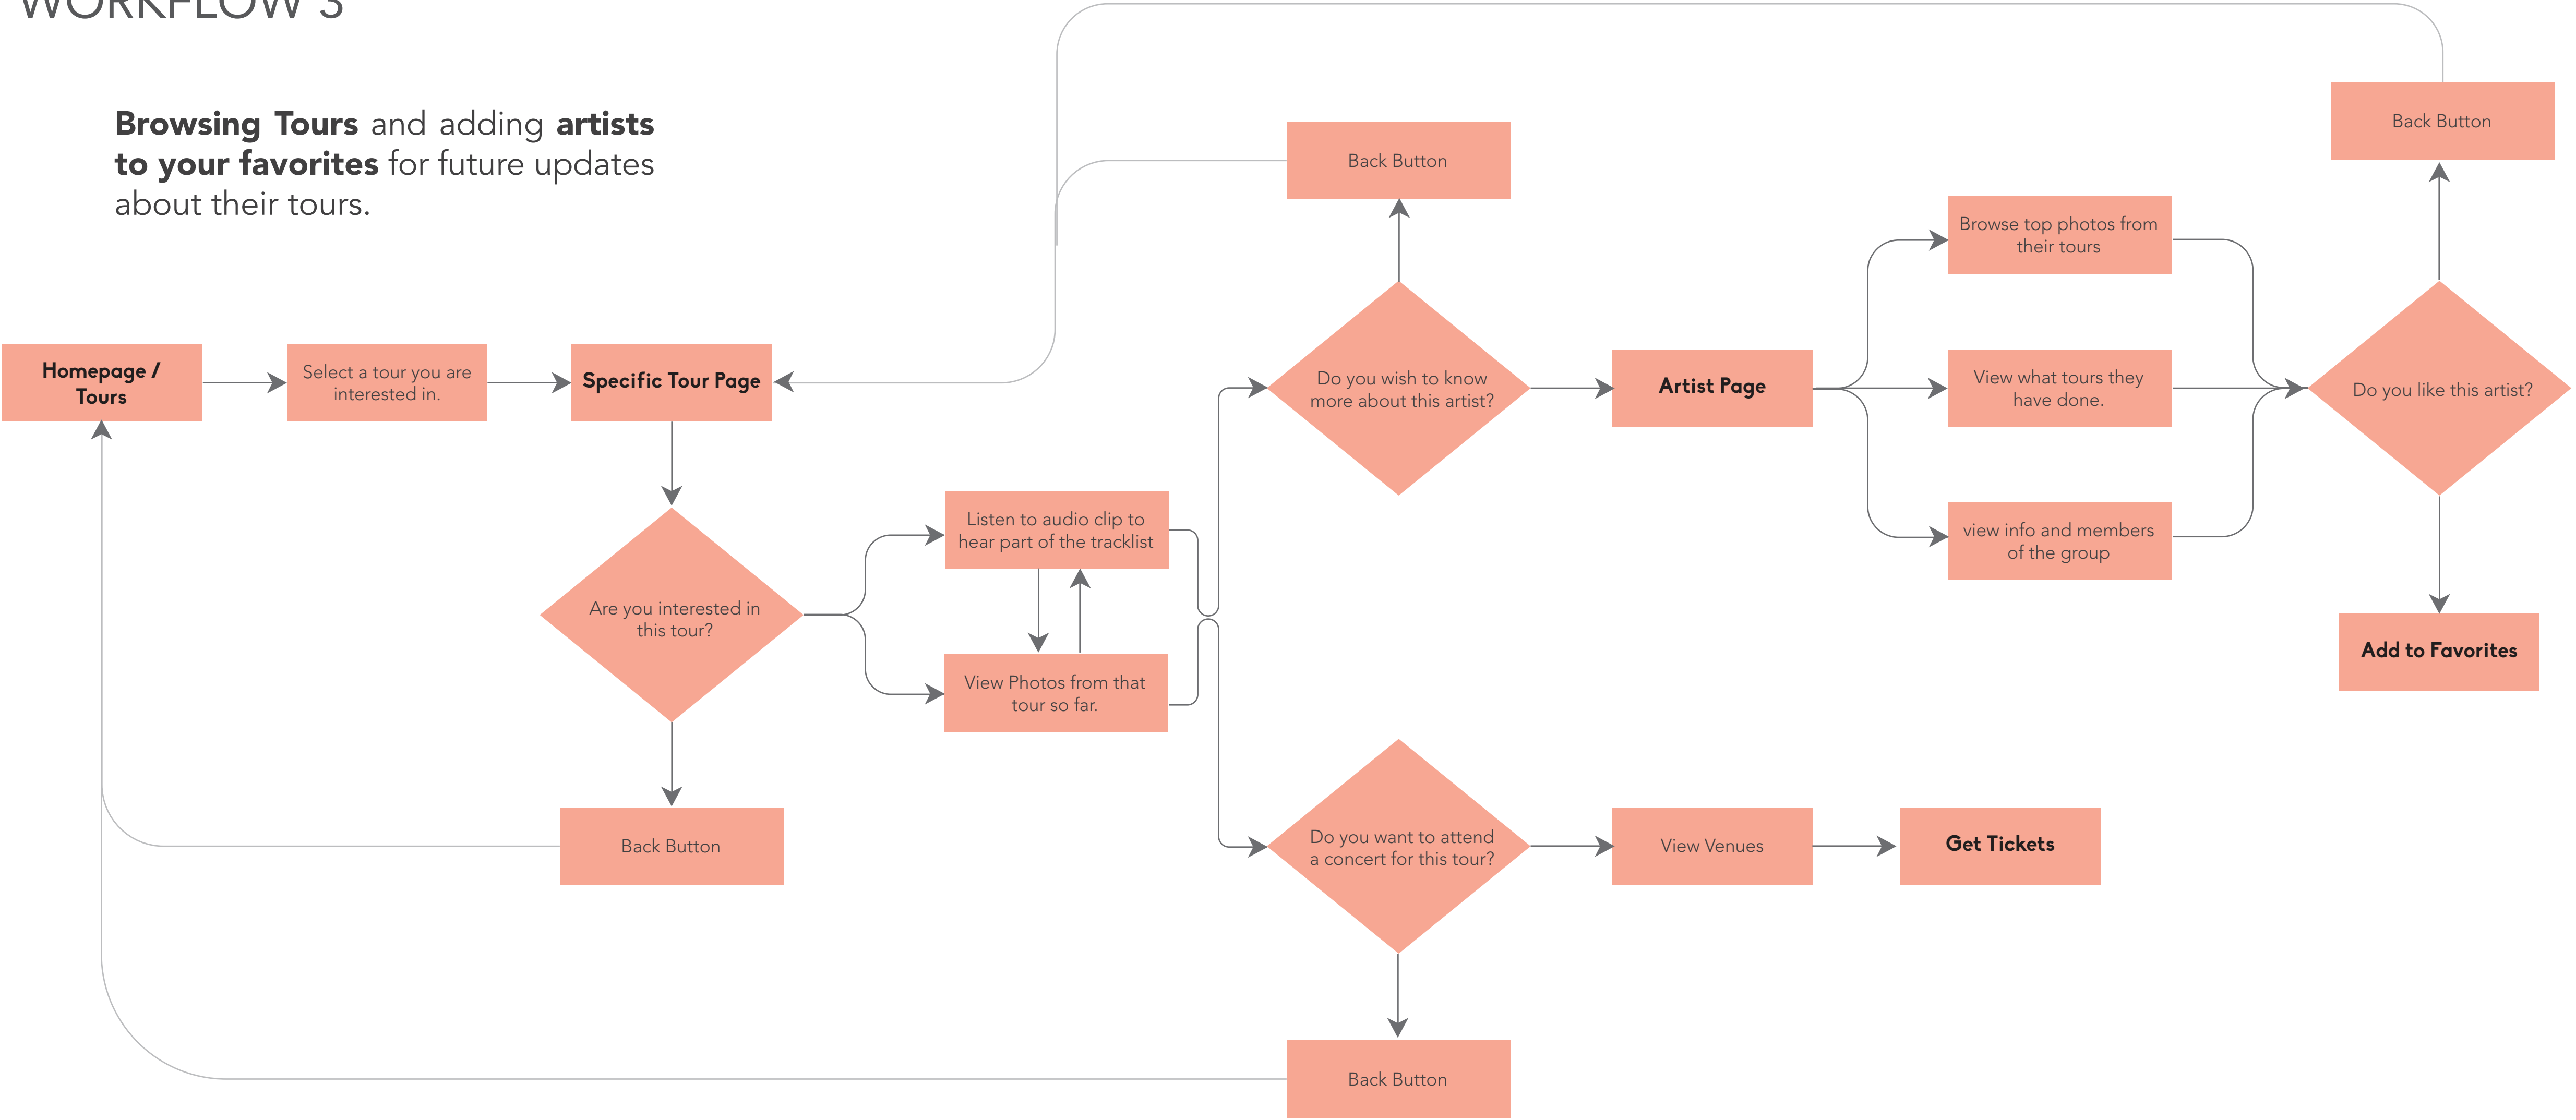 WORKFLOW 3
Browsing Tours and adding artists
to your favorites for future updates
about their tours.
Back Button
Back Button
Browse top photos from
their tours
Homepage /
Tours
Select a tour you are
interested in.
Specific Tour Page
Do you wish to know
more about this artist?
Artist Page
View what tours they
have done.
Do you like this artist?
Listen to audio clip to
hear part of the tracklist
view info and members
of the group
Are you interested in
this tour?
View Photos from that
tour so far.
Add to Favorites
Back Button
Do you want to attend
a concert for this tour?
View Venues
Get Tickets
Back Button